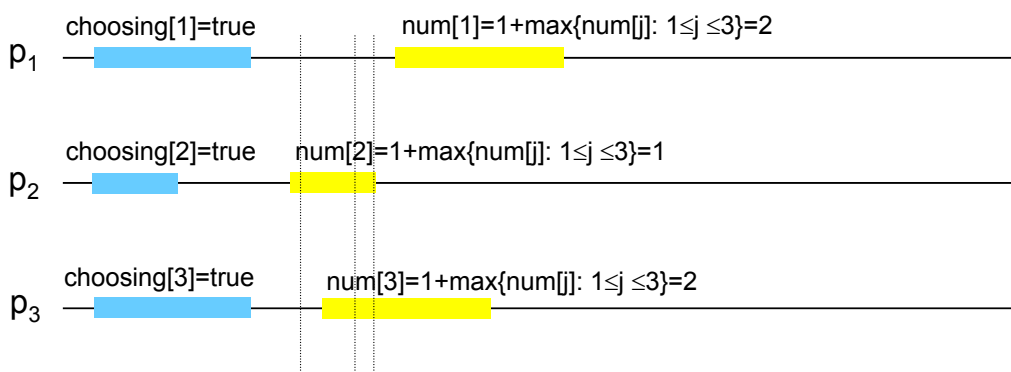 choosing[1]=true num[1]=1+max{num[j]: 1≤j ≤3}=2
p1
choosing[2]=true num[2]=1+max{num[j]: 1≤j ≤3}=1
p2
choosing[3]=true num[3]=1+max{num[j]: 1≤j ≤3}=2
p3